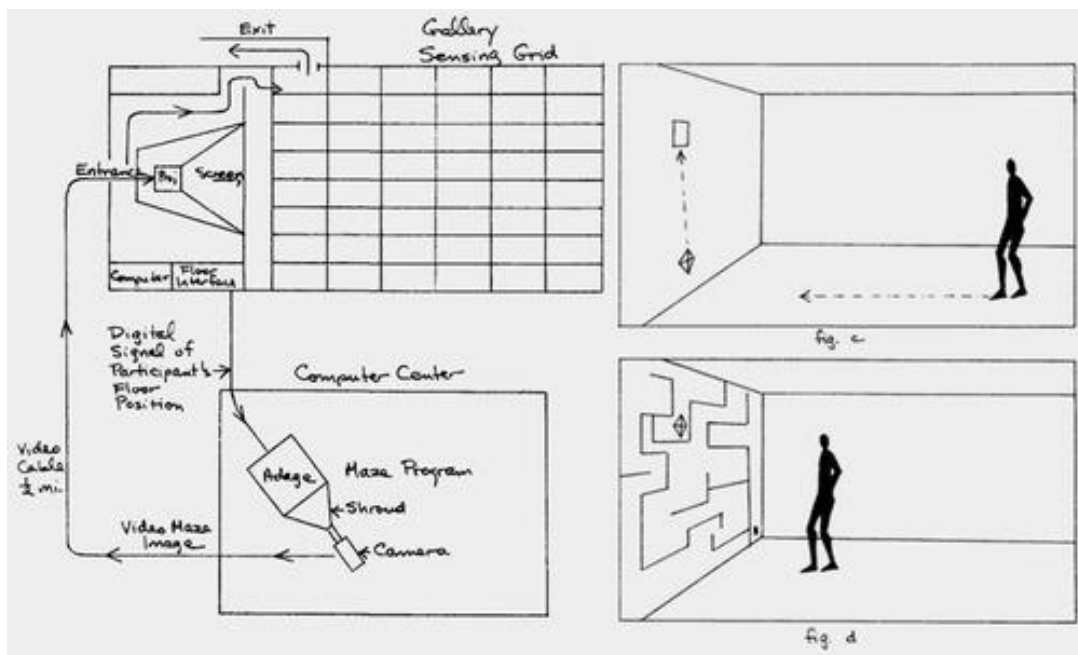 Exit
Gallery
Sensing Grid
Entrance
Screen
Computer
Floor
Interface
Digital
Signal of
Participant's
Floor
Position
Computer Center
Video
Cable
½ mi.
Adage
Maze Program
Shroud
Video Maze
Image
Camera
fig. c
fig. d